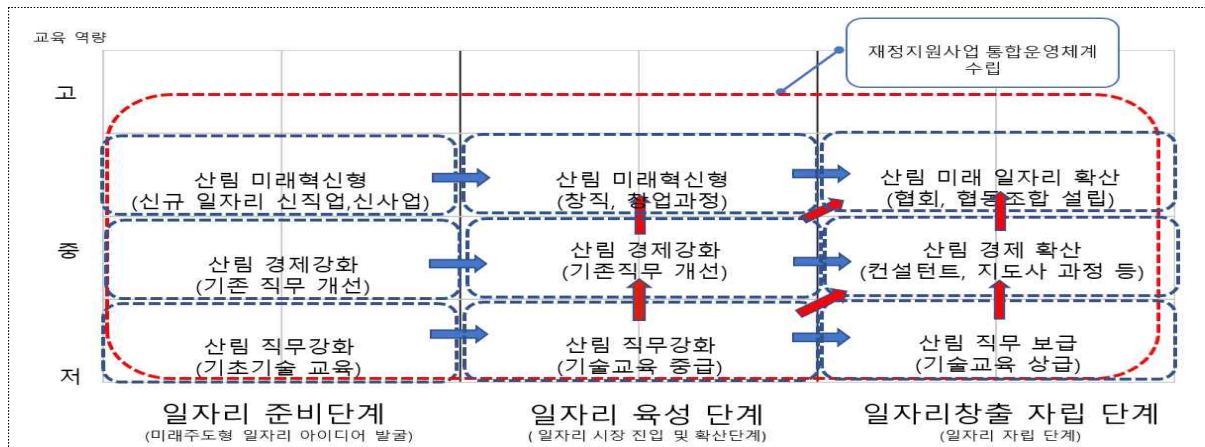 교육 역량
재정지원사업 통합운영체계
수립
고
산림 미래혁신형
(신규 일자리 신직업,신사업)
산림 미래혁신형
(창직, 창업과정)
산림 미래 일자리 확산
(협회, 협동조합 설립)
중
산림 경제강화
(기존 직무 개선)
산림 경제강화
(기존직무 개선)
산림 경제 확산
(컨설턴트, 지도사 과정 등)
산림 직무강화
(기초기술 교육)
산림 직무강화
(기술교육 중급)
산림 직무 보급
(기술교육 상급)
저
일자리 준비단계
(미래주도형 일자리 아이디어 발굴)
일자리 육성 단계
( 일자리 시장 진입 및 확산단계)
일자리창출 자립 단계
(일자리 자립 단계)